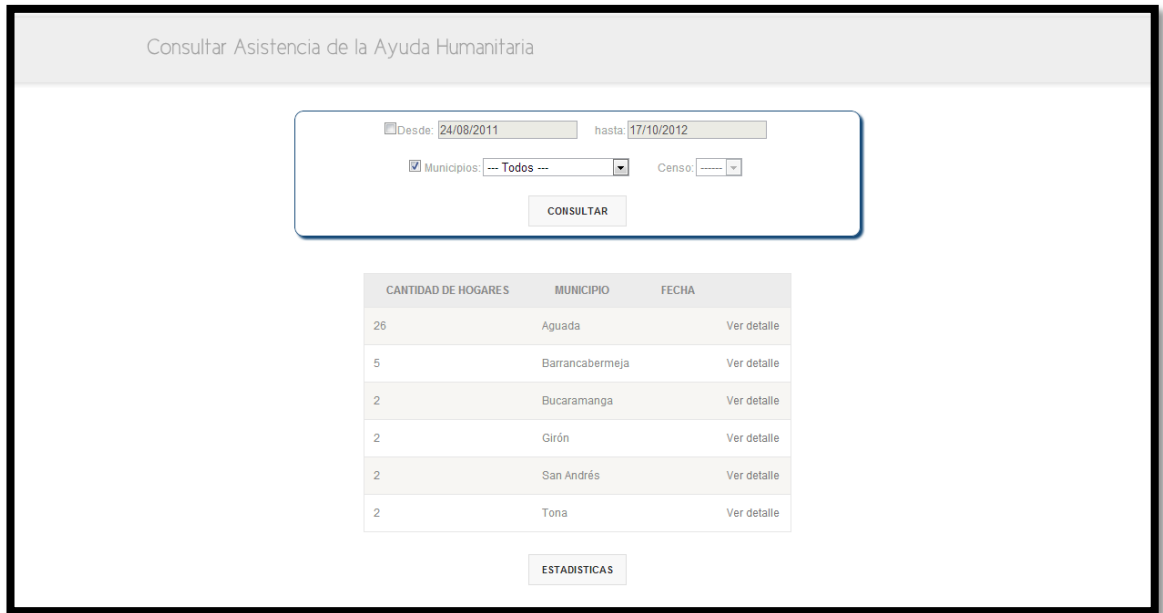 Consultar Asistencia de la Ayuda Humanitaria
Desde: 24/08/2011 hasta: 17/10/2012
Municipios: --- Todos --- Censo: ------
CONSULTAR
CANTIDAD DE HOGARES MUNICIPIO FECHA
26 Aguada Ver detalle
5 Barrancabermeja Ver detalle
2 Bucaramanga Ver detalle
2 Girón Ver detalle
2 San Andrés Ver detalle
2 Tona Ver detalle
ESTADISTICAS